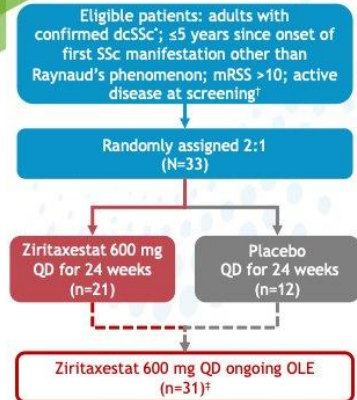 Eligible patients: adults with
confirmed dcSSc*; ≤5 years since onset of
first SSc manifestation other than
Raynaud's phenomenon; mRSS >10; active
disease at screening†
Randomly assigned 2:1
(N=33)
Ziritaxestat 600 mg
QD for 24 weeks
(n=21)
Placebo
QD for 24 weeks
(n=12)
Ziritaxestat 600 mg QD ongoing OLE
(n=31)‡